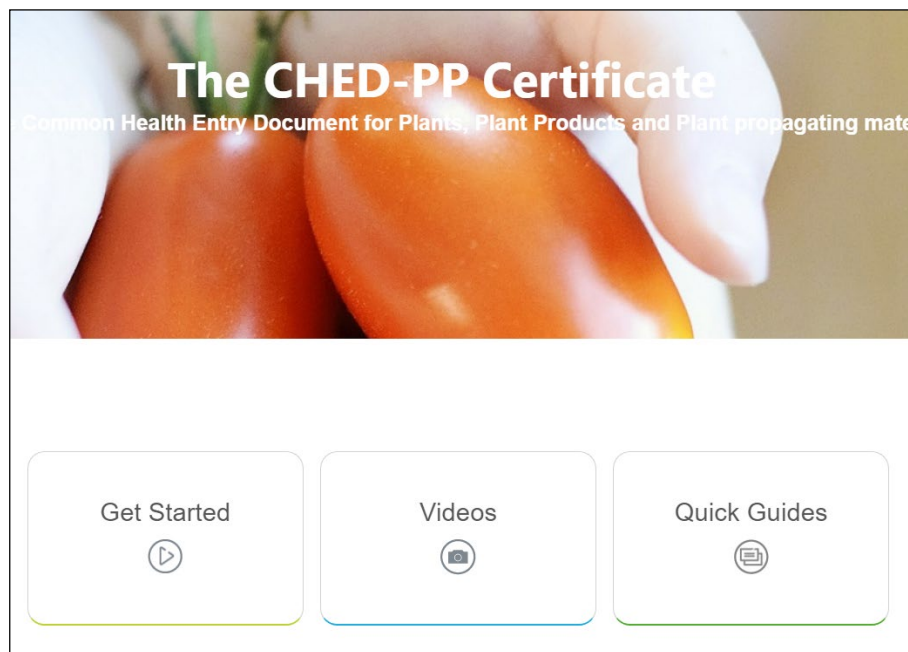 The CHED-PP Certificate
Common Health Entry Document for Plants, Plant Products and Plant propagating mate
Get Started
Videos
Quick Guides